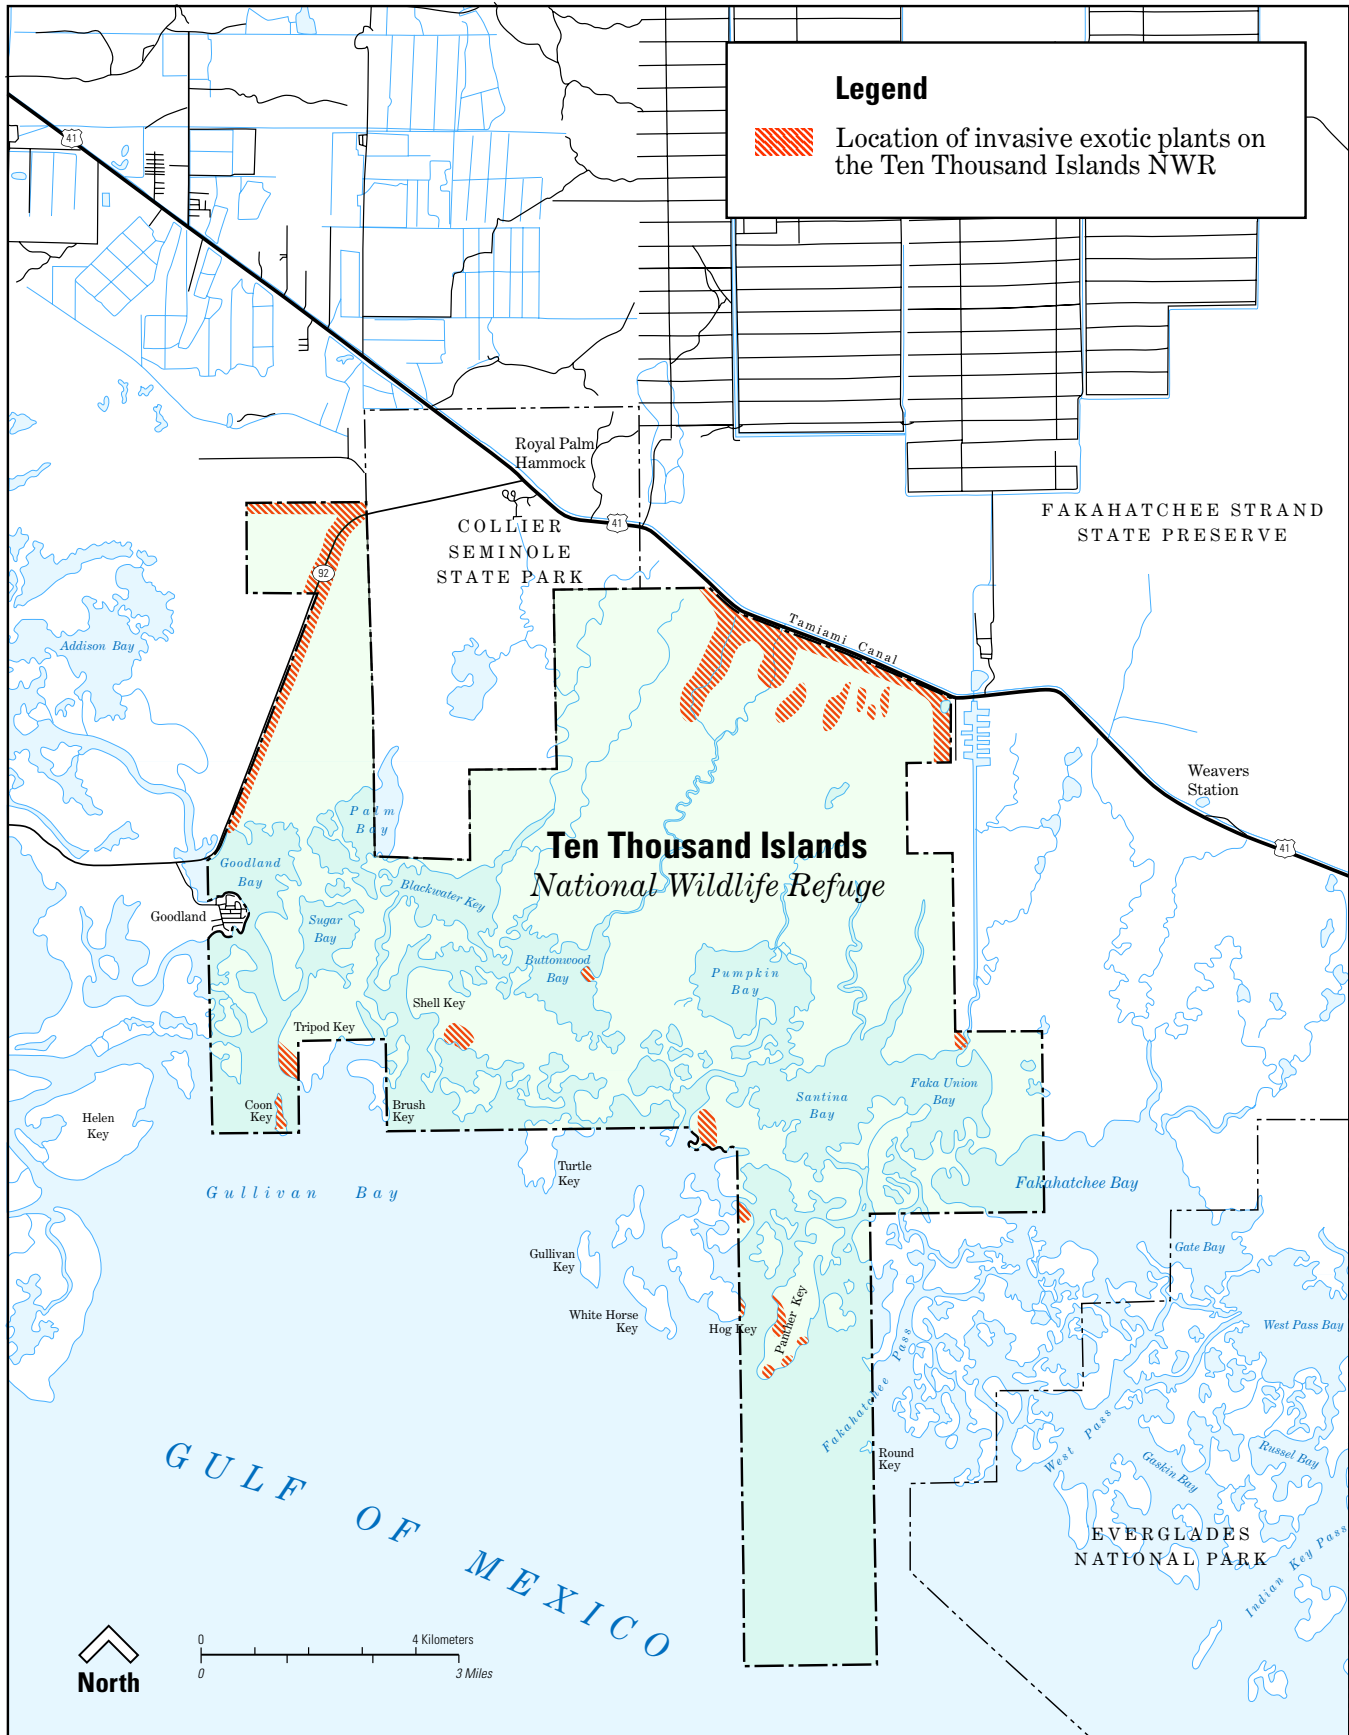 Legend
Location of invasive exotic plants on
the Ten Thousand Islands NWR
41
Royal Palm
Hammock
41
COLLIER
SEMINOLE
STATE PARK
FAKAHATCHEE STRAND
STATE PRESERVE
92
Addison Bay
Tamiami Canal
Weavers
Station
41
Palm
Bay
Ten Thousand Islands
National Wildlife Refuge
Goodland
Bay
Blackwater Key
Goodland
Sugar
Bay
Buttonwood
Bay
Pumpkin
Bay
Shell Key
Tripod Key
Faka Union
Bay
Santina
Bay
Coon
Key
Brush
Key
Helen
Key
Turtle
Key
Gullivan Bay
Fakahatchee Bay
Gullivan
Key
Gate Bay
White Horse
Key
Hog Key
Panther Key
West Pass Bay
Fakahatchee Pass
West Pass
Round
Key
Gaskin Bay
Russel Bay
GULF OF MEXICO
EVERGLADES
NATIONAL PARK
Indian Key Pass
North
0 4 Kilometers
0 3 Miles